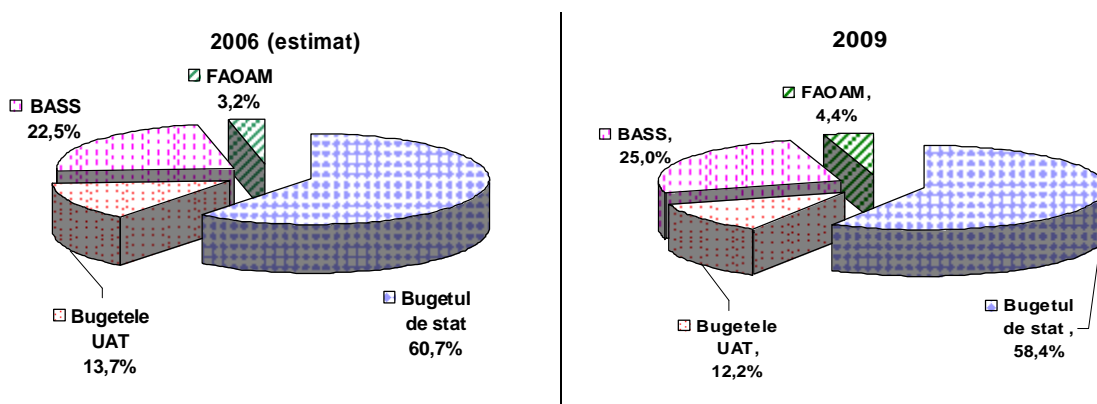 2006 (estimat)
FAOAM
3,2%
BASS
22,5%
Bugetele
UAT
13,7%
Bugetul
de stat
60,7%
2009
FAOAM,
4,4%
BASS,
25,0%
Bugetele
UAT,
12,2%
Bugetul
de stat ,
58,4%